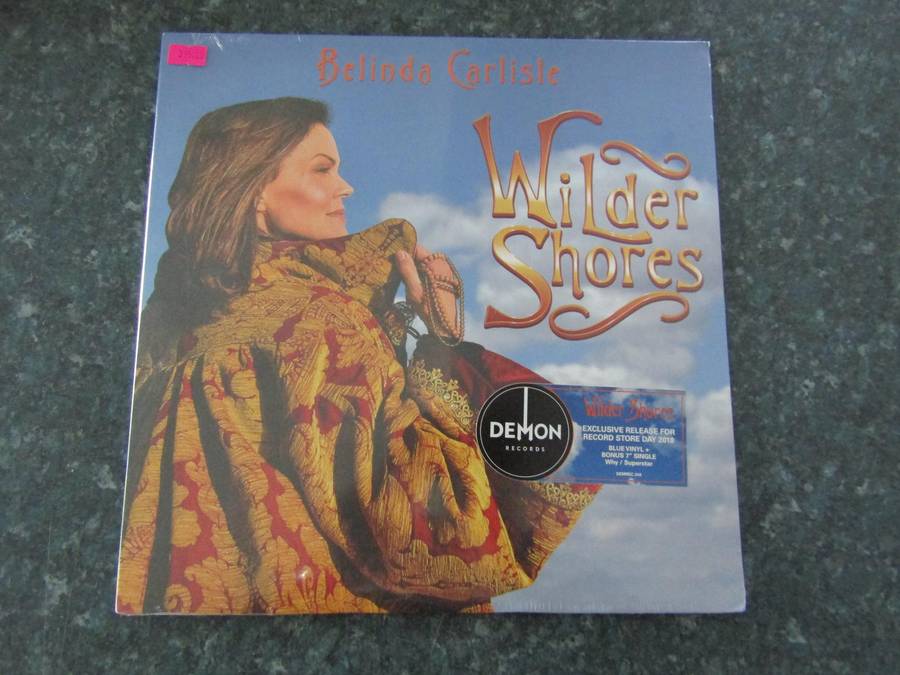 Belinda Carlisle
Wilder
Shores
DEMON
RECORDS
Wilder Shores
EXCLUSIVE RELEASE FOR
RECORD STORE DAY 2018
BLUE VINYL +
BONUS 7" SINGLE
Why / Superstar